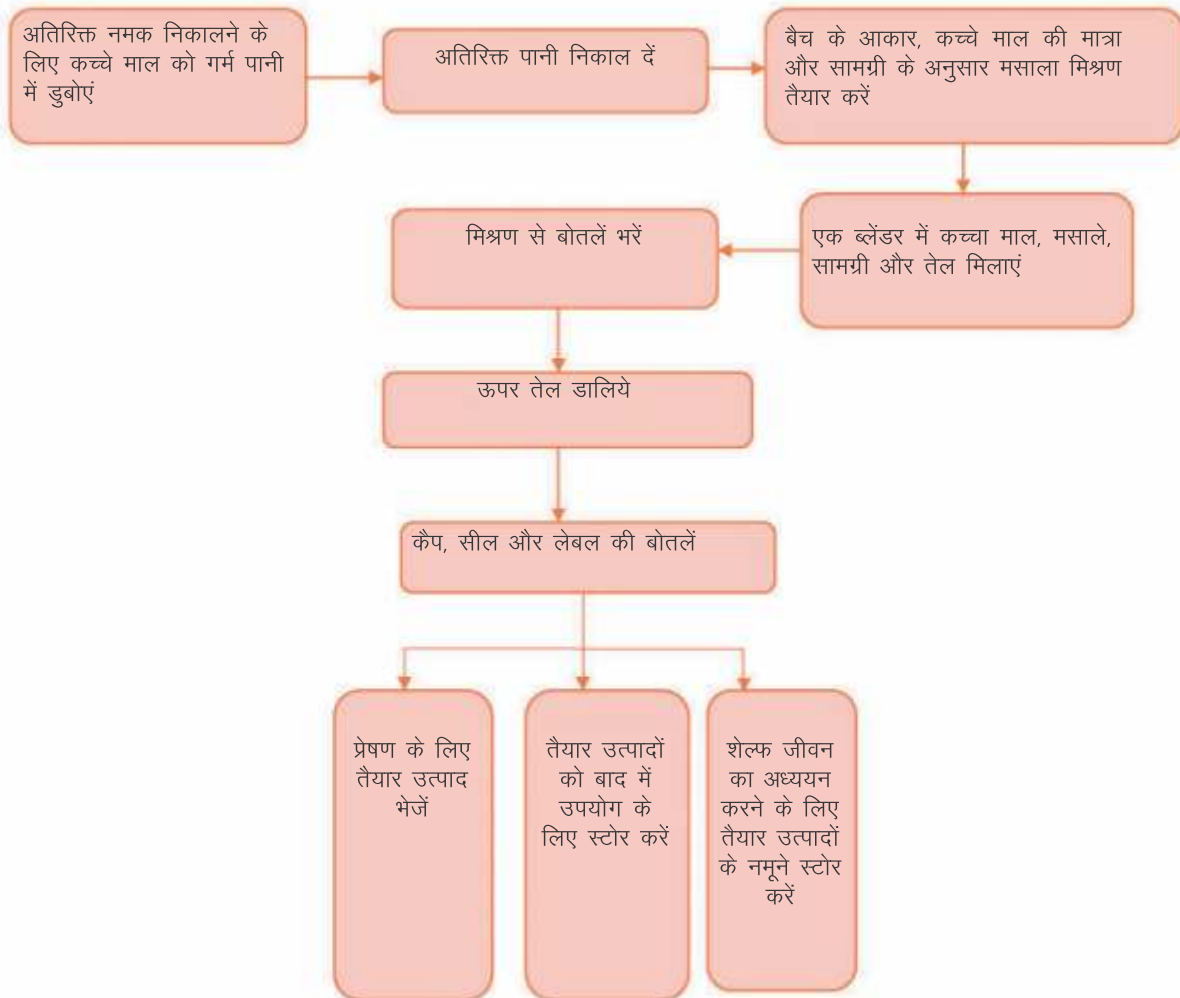 अतिरिक्त नमक निकालने के
लिए कच्चे माल को गर्म पानी
में डुबोएं
अतिरिक्त पानी निकाल दें
बैच के आकार, कच्चे माल की मात्रा
और सामग्री के अनुसार मसाला मिश्रण
तैयार करें
एक ब्लेंडर में कच्चा माल, मसाले,
सामग्री और तेल मिलाएं
मिश्रण से बोतलें भरें
ऊपर तेल डालिये
कैप, सील और लेबल की बोतलें
प्रेषण के लिए
तैयार उत्पाद
भेजें
तैयार उत्पादों
को बाद में
उपयोग के
लिए स्टोर करें
शेल्फ जीवन
का अध्ययन
करने के लिए
तैयार उत्पादों
के नमूने स्टोर
करें